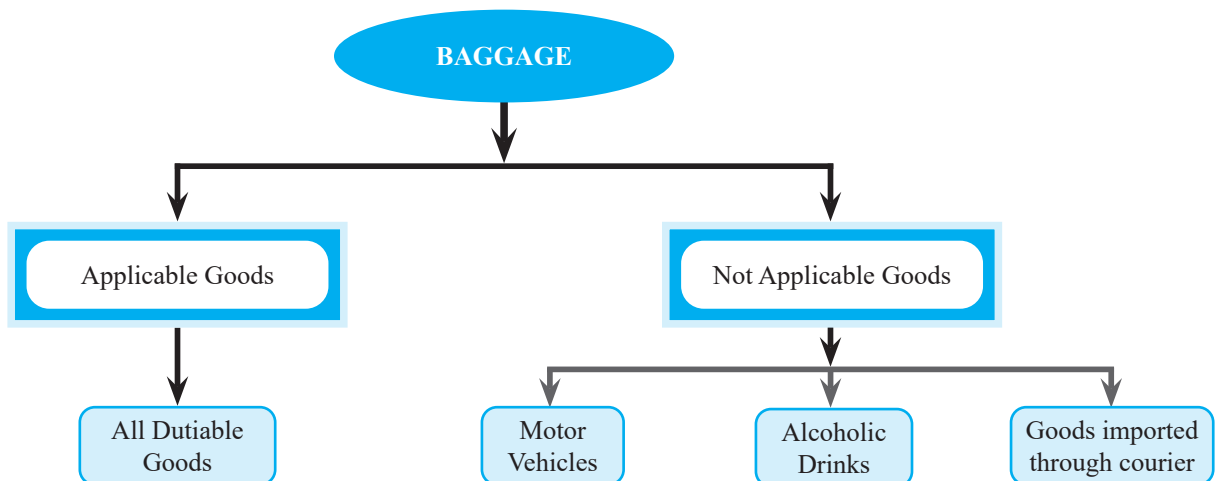 BAGGAGE
Applicable Goods
Not Applicable Goods
All Dutiable
Goods
Motor
Vehicles
Alcoholic
Drinks
Goods imported
through courier